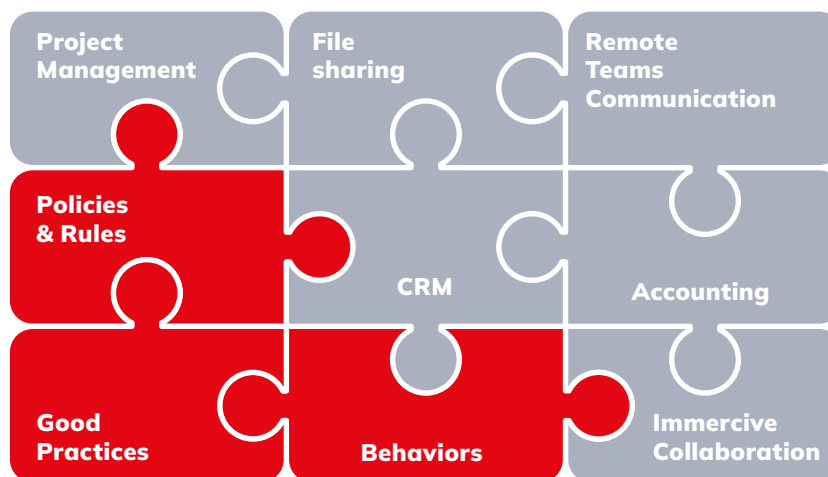 Project
Management
File
sharing
Remote
Teams
Communication
Policies
& Rules
CRM
Accounting
Good
Practices
Behaviors
Immercive
Collaboration